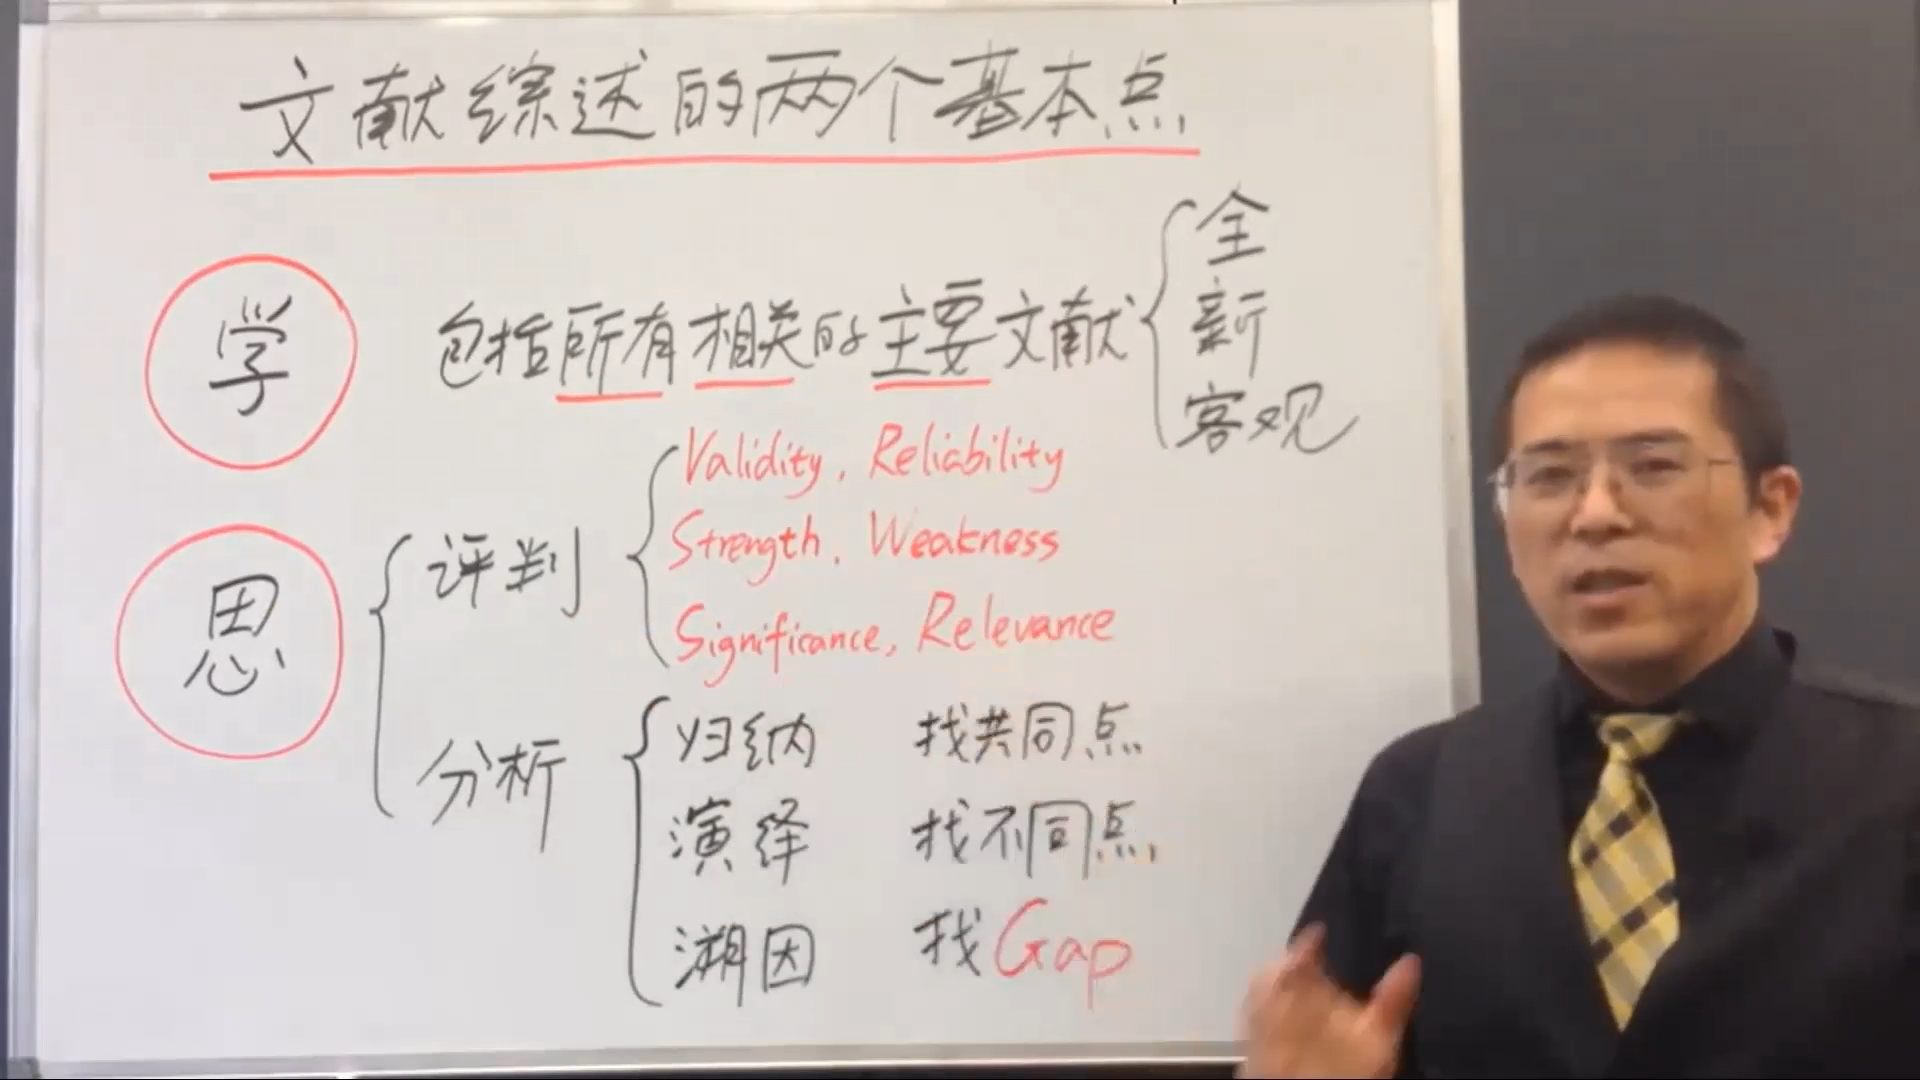 文献综述的两个基本点
学
包括所有相关的主要文献
全
新
客观
思
评判
Validity, Reliability
Strength, Weakness
Significance, Relevance
分析
归纳 找共同点
演绎 找不同点
溯因 找Gap